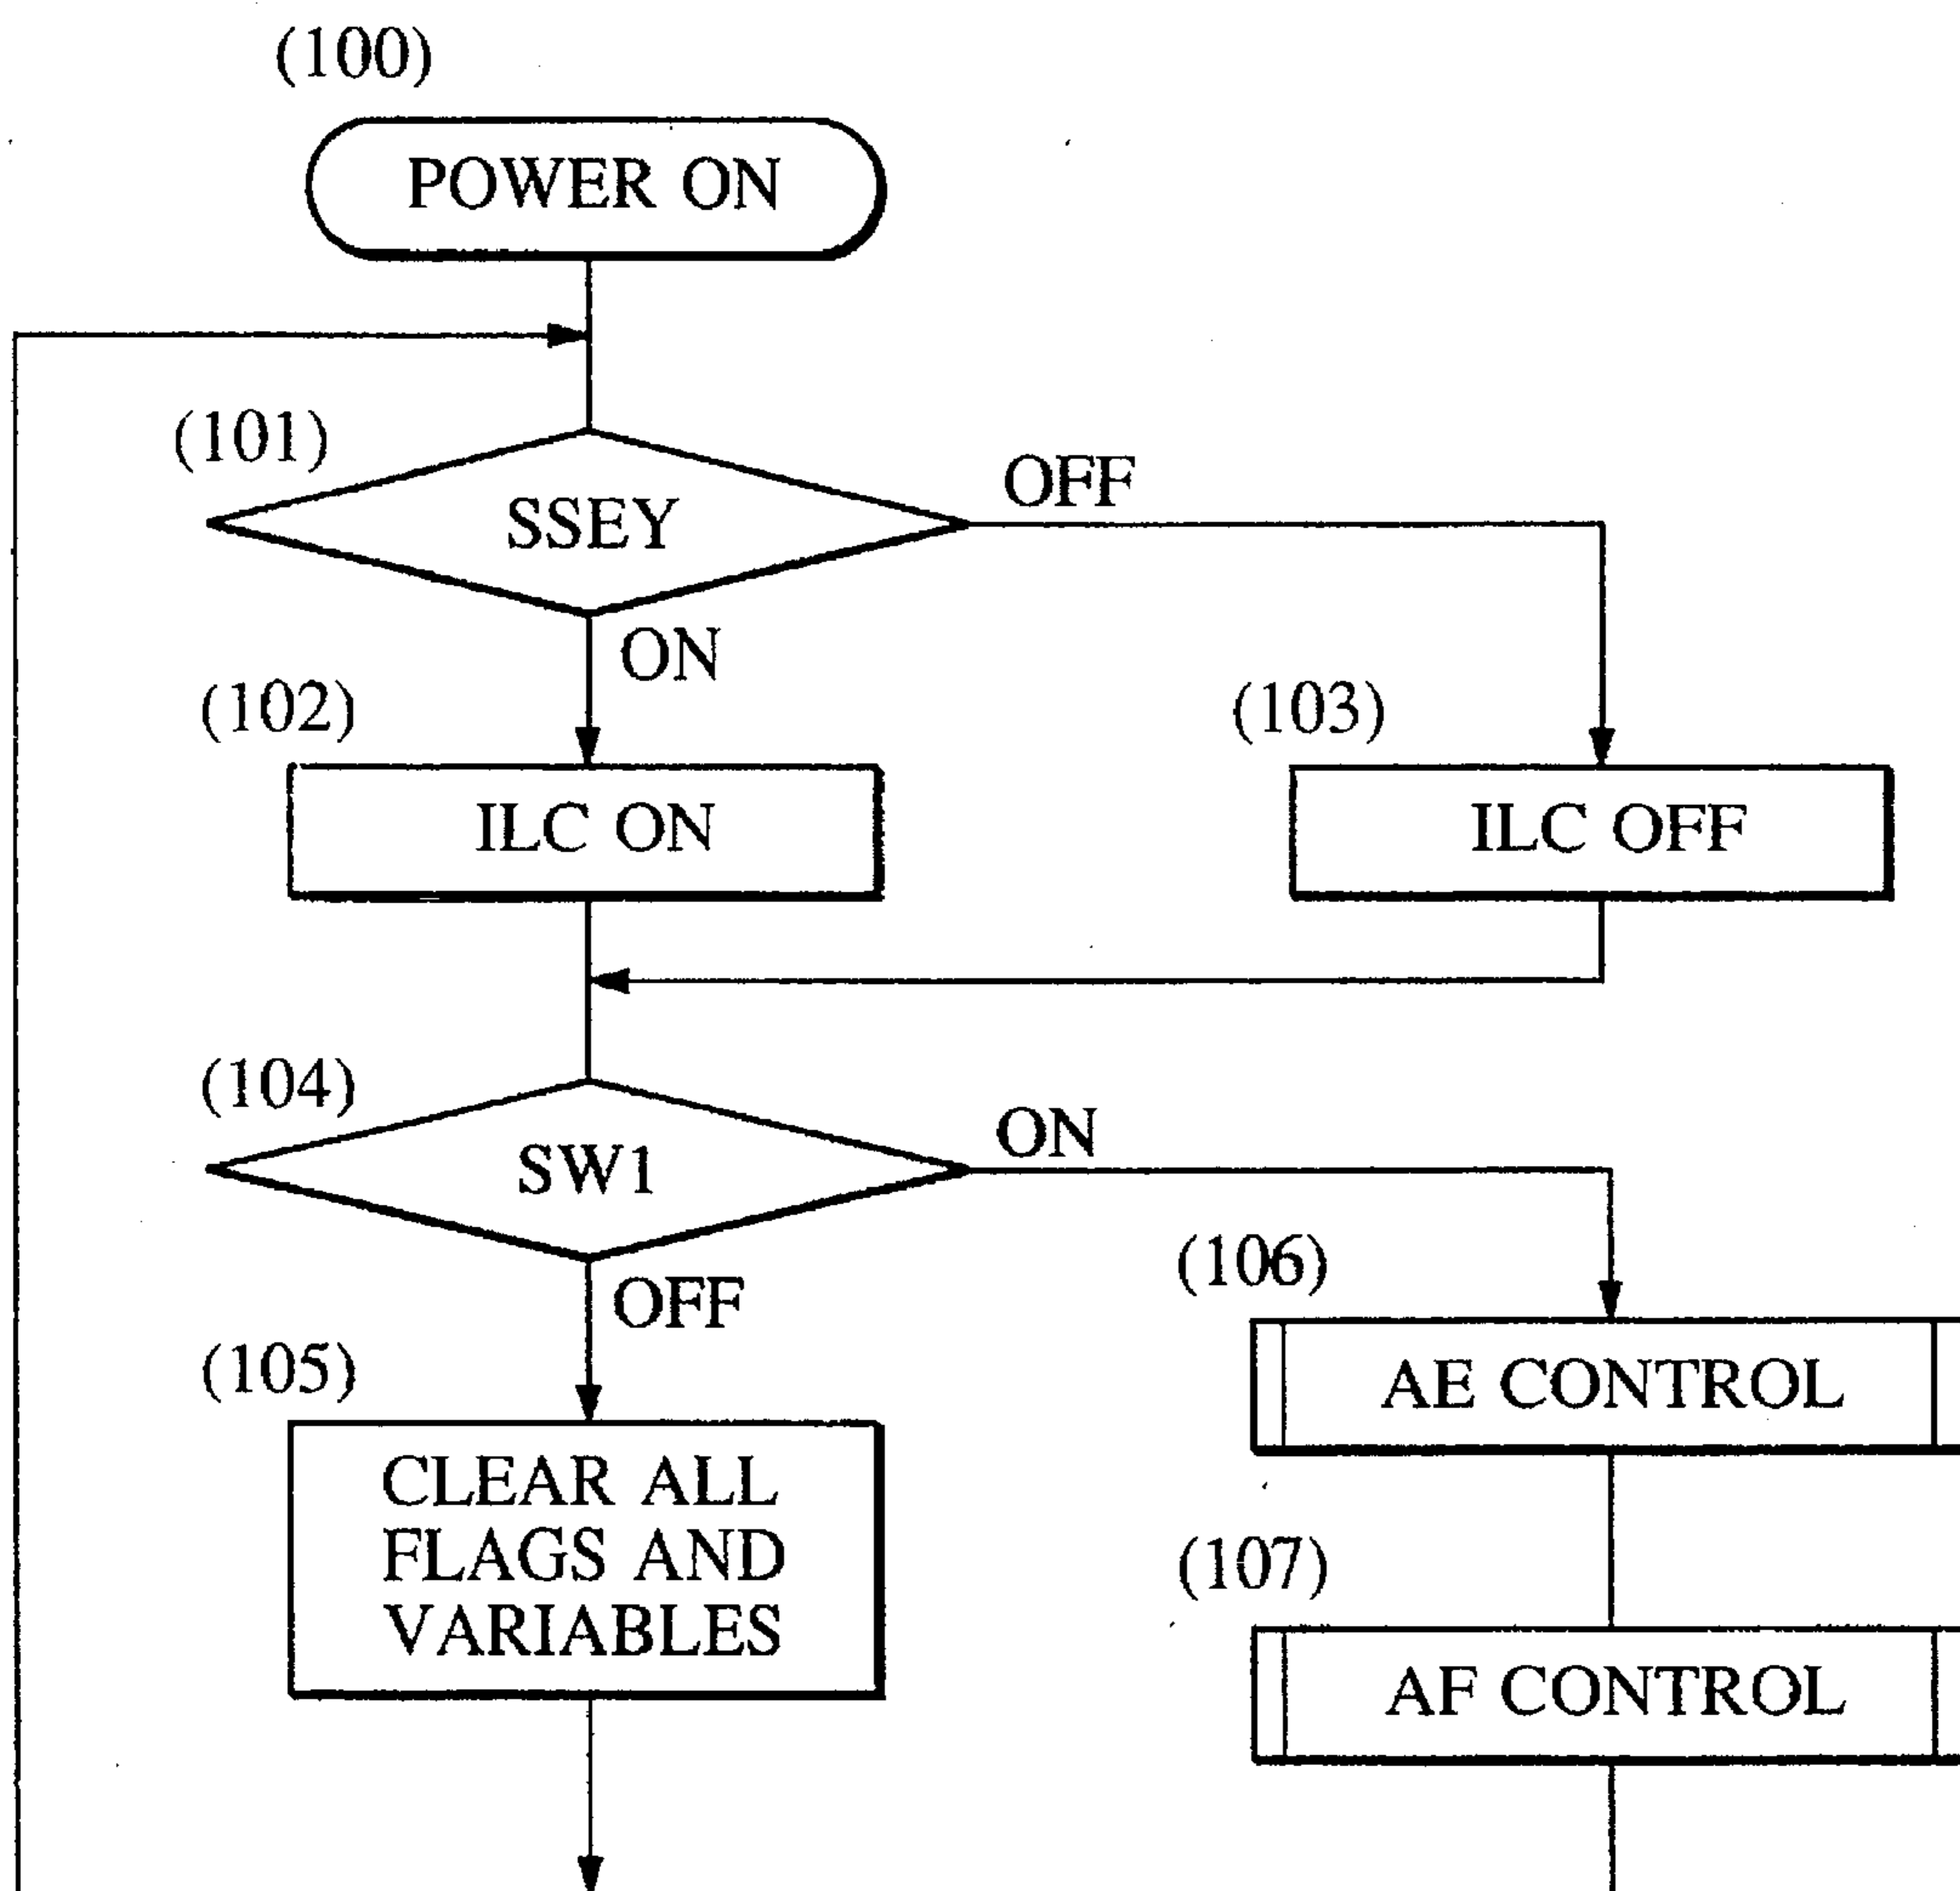 (100)
POWER ON
(101)
SSEY
OFF
ON
(102)
ILC ON
(103)
ILC OFF
(104)
SW1
ON
OFF
(105)
CLEAR ALL
FLAGS AND
VARIABLES
(106)
AE CONTROL
(107)
AF CONTROL